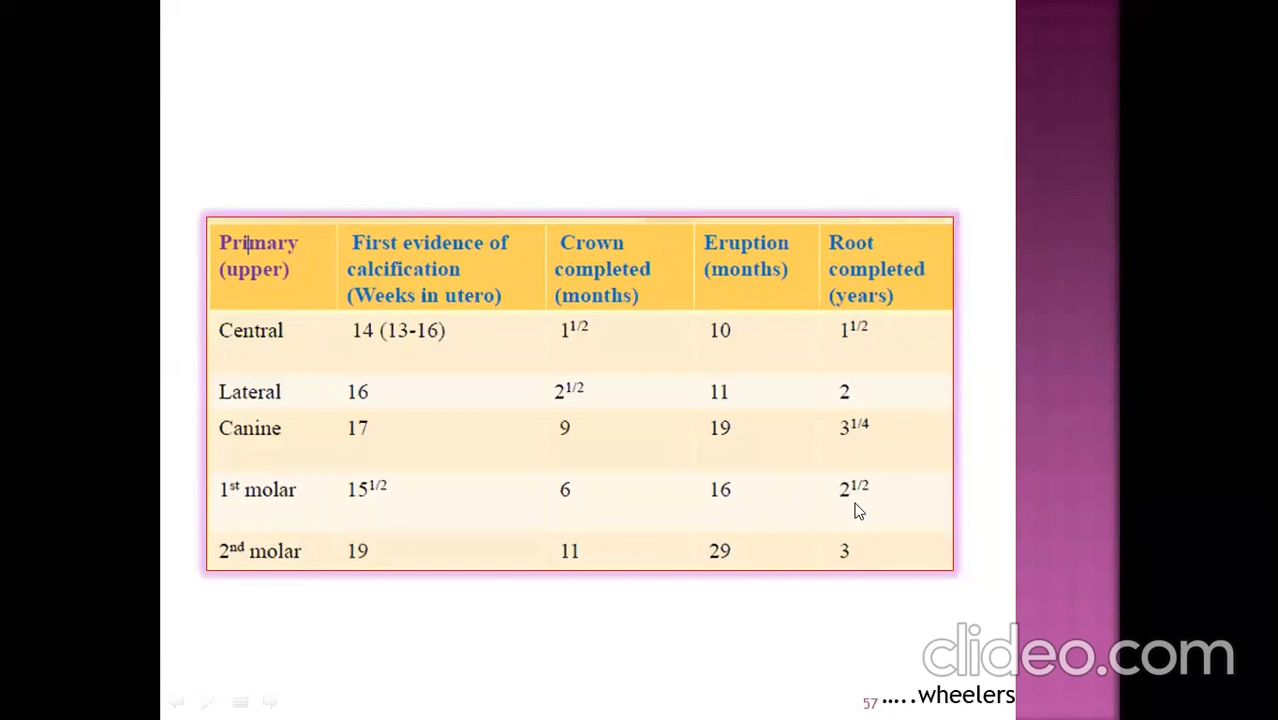 Primary (upper) First evidence of calcification (Weeks in utero) Crown completed (months) Eruption (months) Root completed (years)
Central 14 (13-16) 1^1/2 10 1^1/2
Lateral 16 2^1/2 11 2
Canine 17 9 19 3^1/4
1st molar 15^1/2 6 16 2^1/2
2nd molar 19 11 29 3
clideo.com
57 .....wheelers